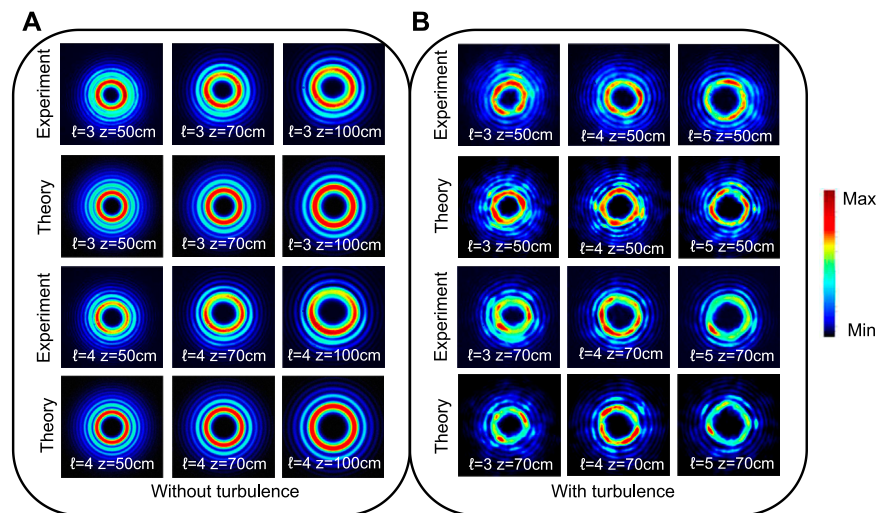 A
B
Experiment
ℓ=3 z=50cm
ℓ=3 z=70cm
ℓ=3 z=100cm
Theory
ℓ=3 z=50cm
ℓ=3 z=70cm
ℓ=3 z=100cm
Experiment
ℓ=4 z=50cm
ℓ=4 z=70cm
ℓ=4 z=100cm
Theory
ℓ=4 z=50cm
ℓ=4 z=70cm
ℓ=4 z=100cm
Without turbulence
Experiment
ℓ=3 z=50cm
ℓ=4 z=50cm
ℓ=5 z=50cm
Theory
ℓ=3 z=50cm
ℓ=4 z=50cm
ℓ=5 z=50cm
Experiment
ℓ=3 z=70cm
ℓ=4 z=70cm
ℓ=5 z=70cm
Theory
ℓ=3 z=70cm
ℓ=4 z=70cm
ℓ=5 z=70cm
With turbulence
Max
Min